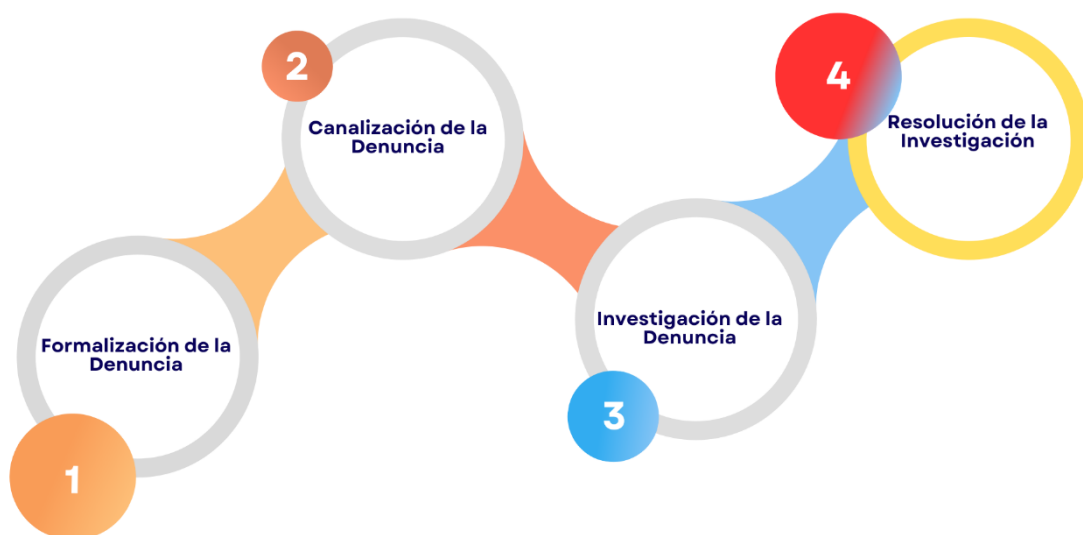 1
Formalización de la
Denuncia
2
Canalización de la
Denuncia
3
Investigación de la
Denuncia
4
Resolución de la
Investigación